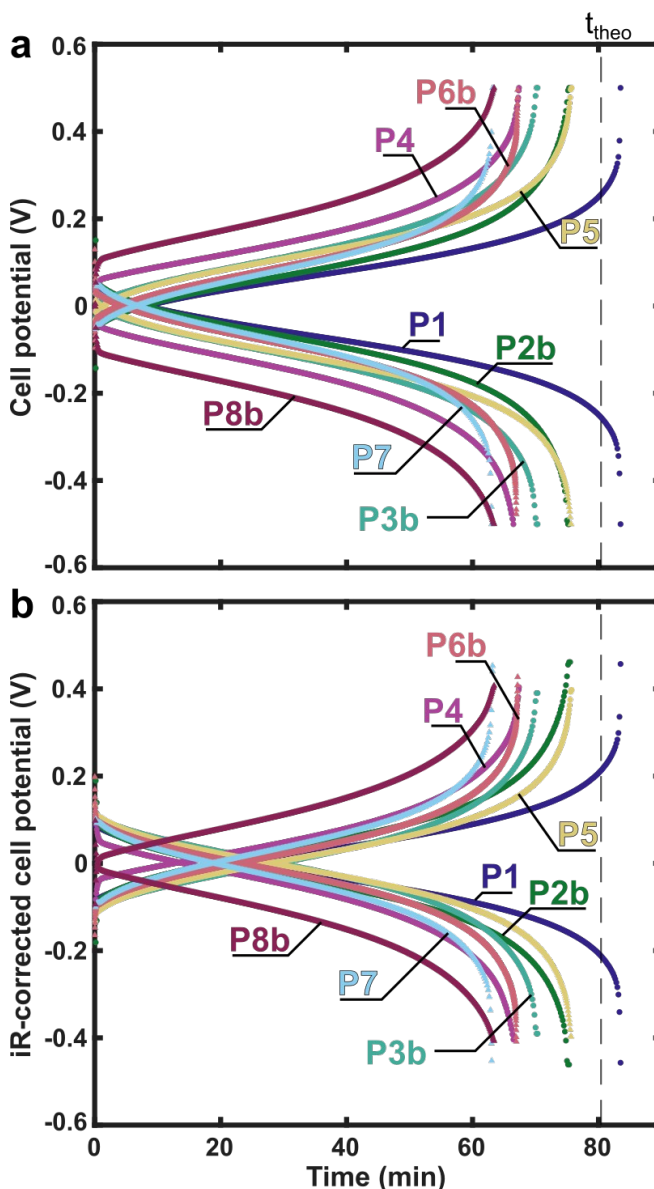 a
t_theo
Cell potential (V)
0.6
0.4
0.2
0
-0.2
-0.4
-0.6
P6b
P4
P5
P1
P2b
P8b
P7
P3b
b
iR-corrected cell potential (V)
0.6
0.4
0.2
0
-0.2
-0.4
-0.6
P6b
P4
P5
P1
P2b
P8b
P7
P3b
0 20 40 60 80
Time (min)